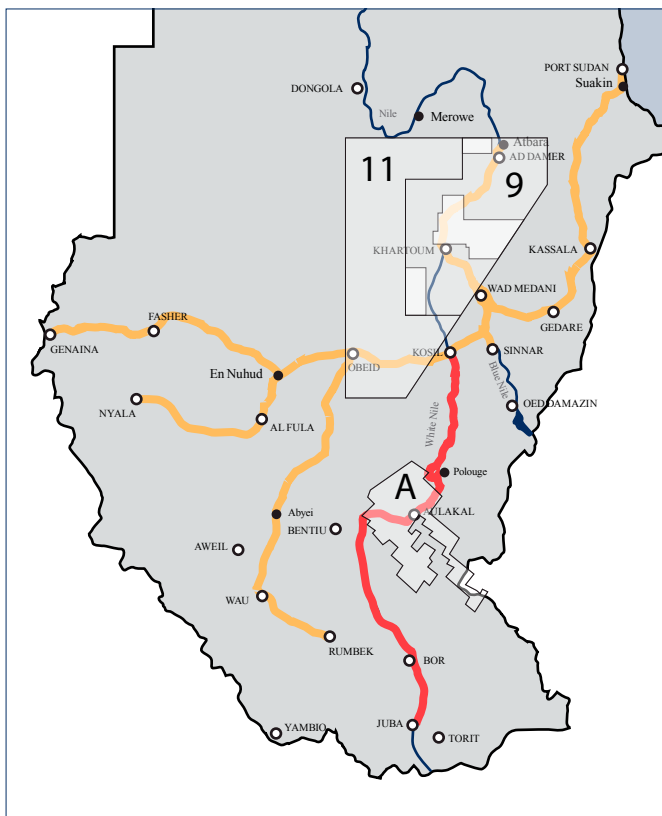 PORT SUDAN
Suakin
DONGOLA
Nile
Merowe
Atbara
AD DAMER
11
9
KHARTOUM
KASSALA
WAD MEDANI
GEDARE
FASHER
GENAINA
OBEID
KOSIL
SINNAR
En Nuhud
Blue Nile
NYALA
OED DAMAZIN
AL FULA
White Nile
Polouge
A
AULAKAL
Abyei
BENTIU
AWEIL
WAU
RUMBEK
BOR
JUBA
YAMBIO
TORIT